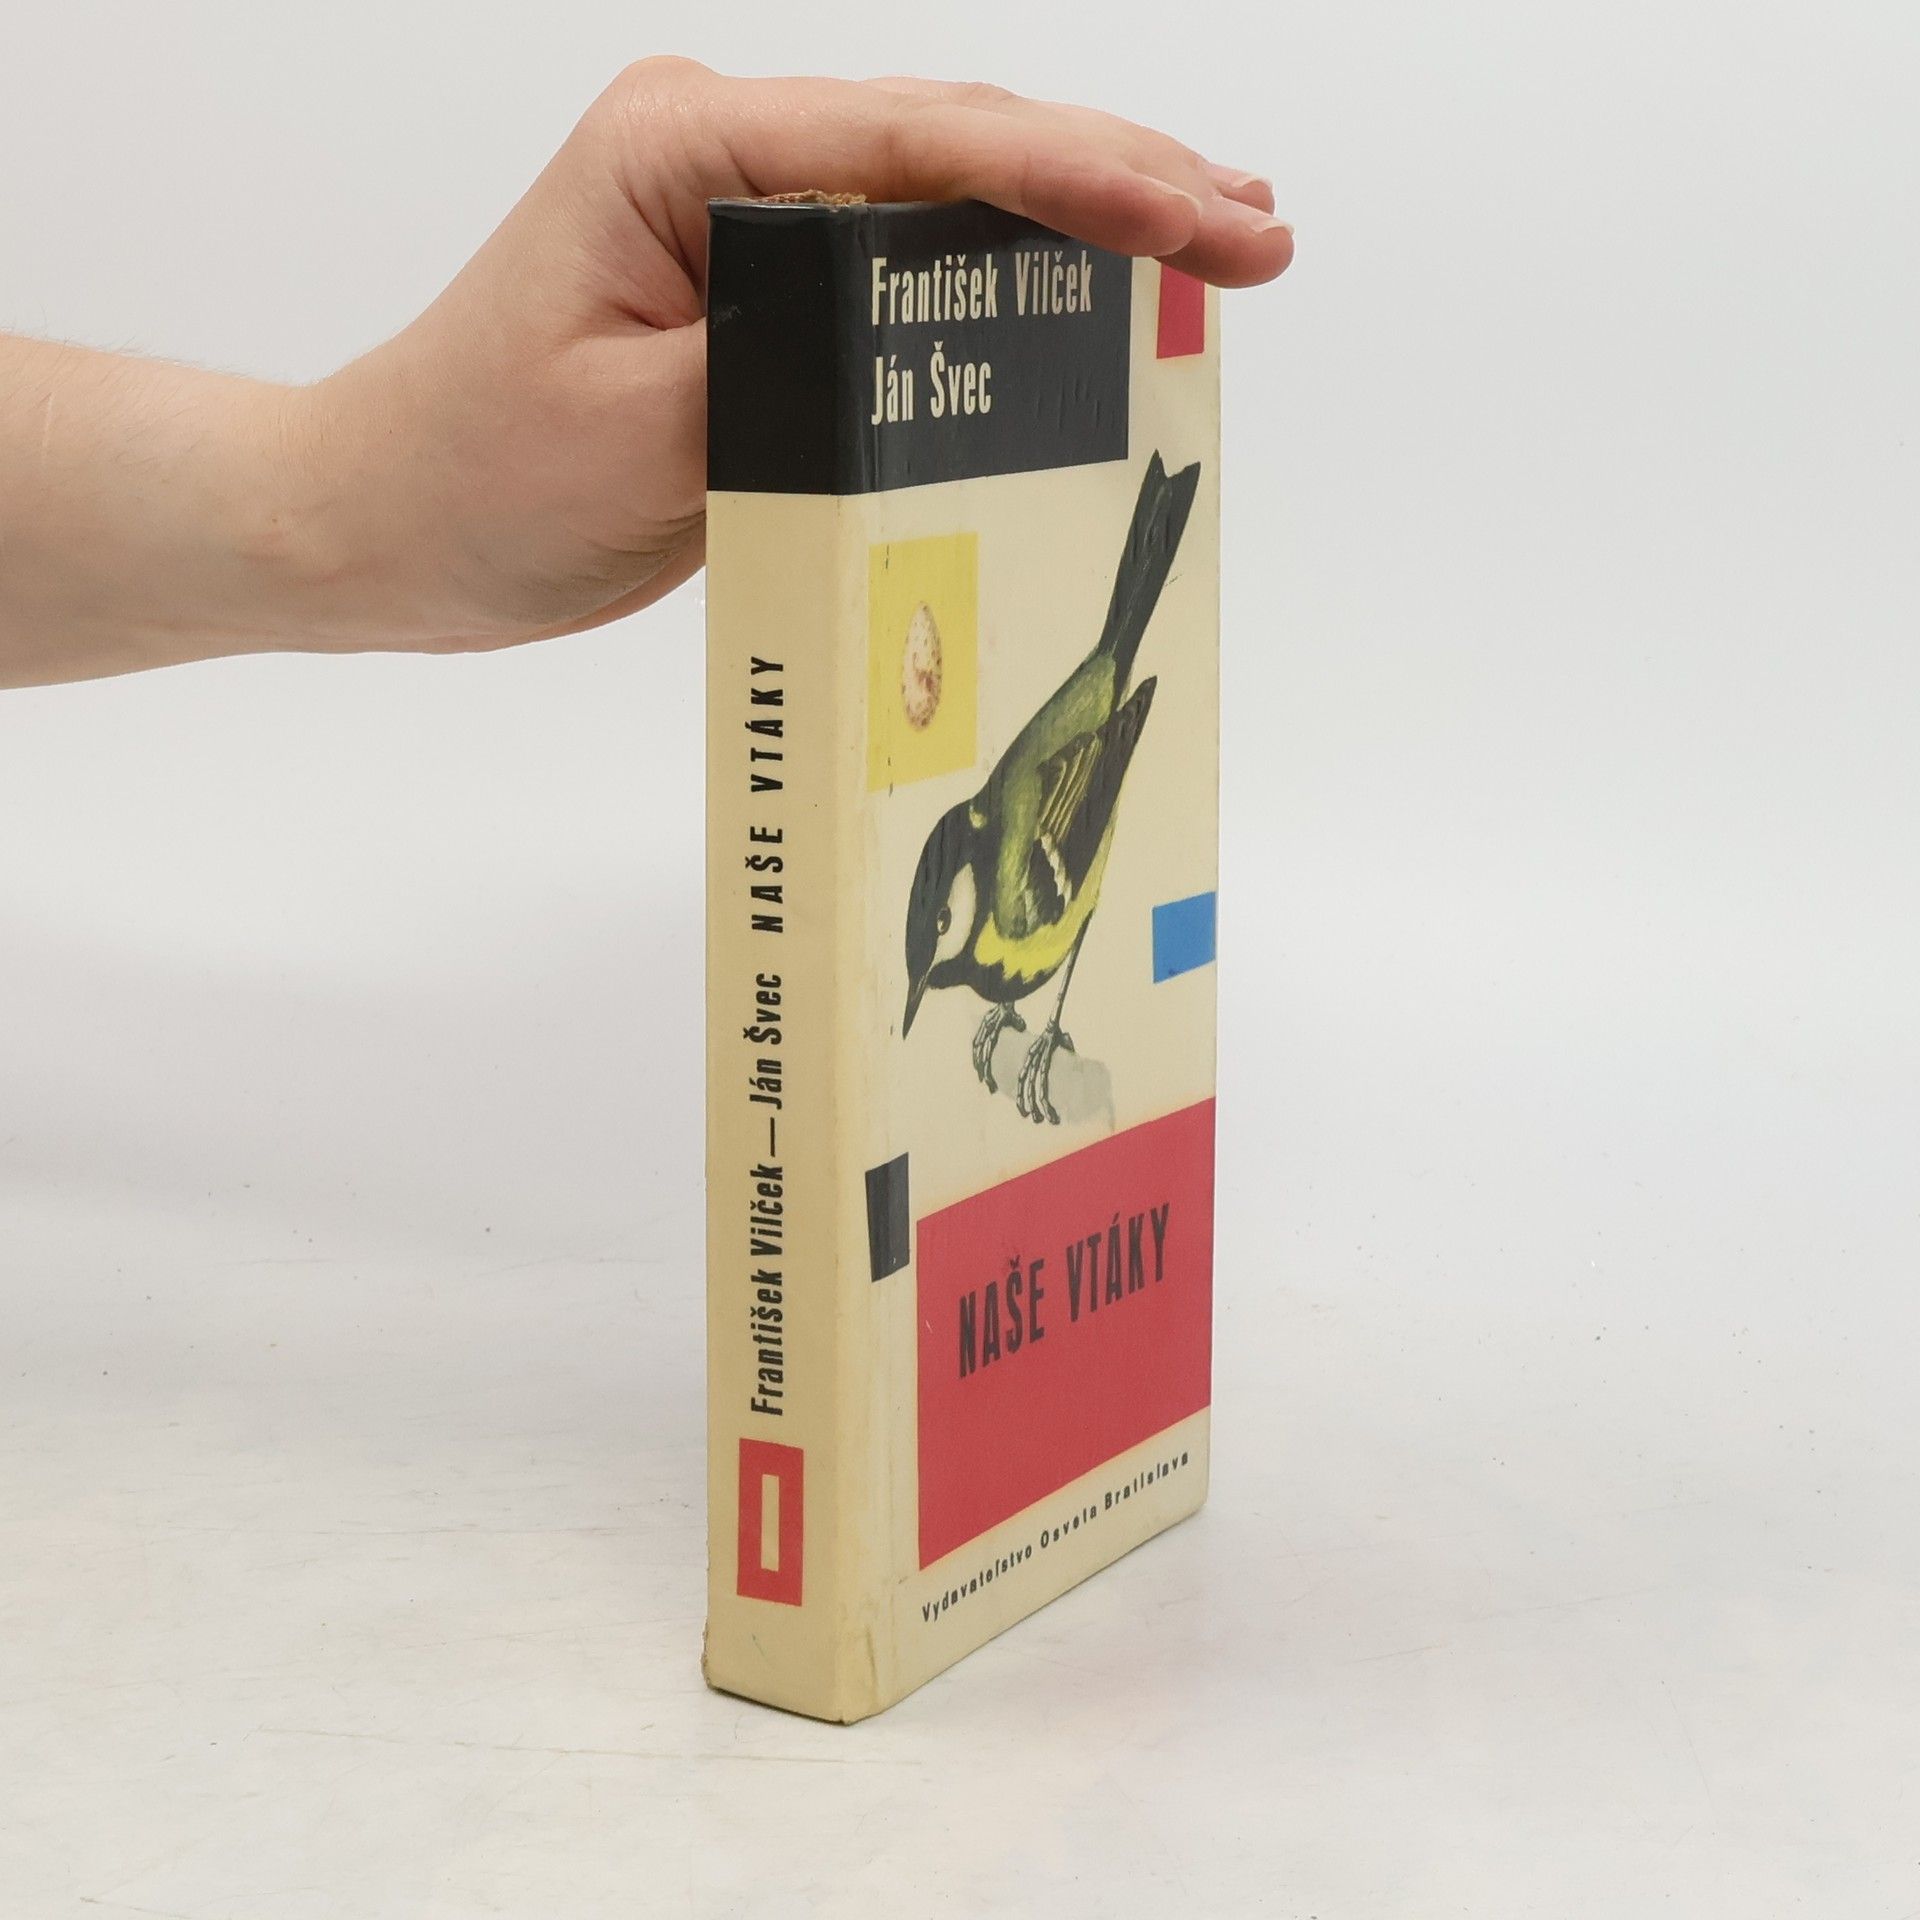 František Vilček
Ján Švec
NAŠE VTÁKY
Vydavateľstvo Osveta Bratislava
František Vilček—Ján Švec NAŠE VTÁKY